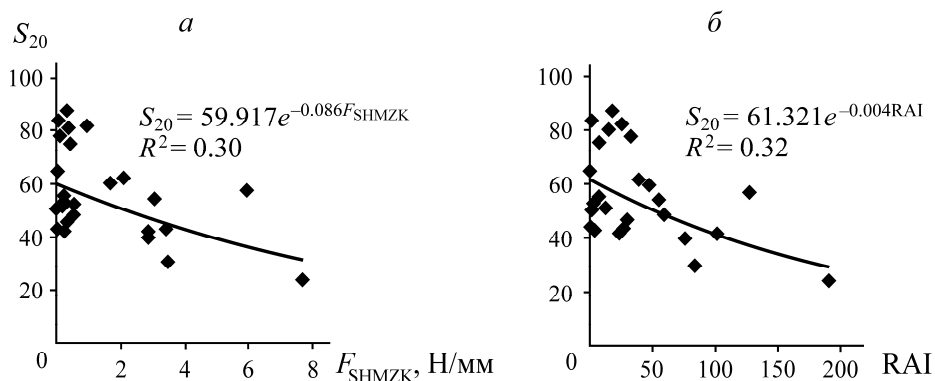 а
S₂₀
100
80
60
40
20
0
2
4
6
8
S₂₀ = 59.917e^–0.086F_SHMZK
R² = 0.30
F_SHMZK, Н/мм
б
100
80
60
40
20
0
50
100
150
200
S₂₀ = 61.321e^–0.004RAI
R² = 0.32
RAI